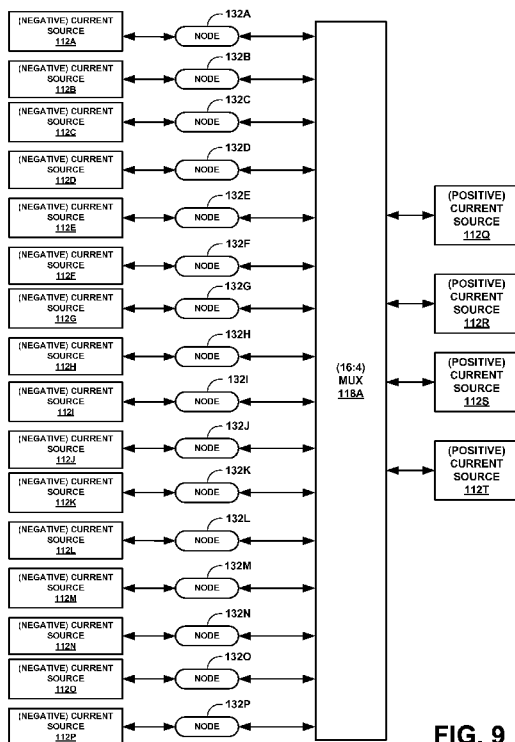 (NEGATIVE) CURRENT
SOURCE
112A
132A
NODE
(NEGATIVE) CURRENT
SOURCE
112B
132B
NODE
(NEGATIVE) CURRENT
SOURCE
112C
132C
NODE
(NEGATIVE) CURRENT
SOURCE
112D
132D
NODE
(NEGATIVE) CURRENT
SOURCE
112E
132E
NODE
(NEGATIVE) CURRENT
SOURCE
112F
132F
NODE
(NEGATIVE) CURRENT
SOURCE
112G
132G
NODE
(NEGATIVE) CURRENT
SOURCE
112H
132H
NODE
(NEGATIVE) CURRENT
SOURCE
112I
132I
NODE
(NEGATIVE) CURRENT
SOURCE
112J
132J
NODE
(NEGATIVE) CURRENT
SOURCE
112K
132K
NODE
(NEGATIVE) CURRENT
SOURCE
112L
132L
NODE
(NEGATIVE) CURRENT
SOURCE
112M
132M
NODE
(NEGATIVE) CURRENT
SOURCE
112N
132N
NODE
(NEGATIVE) CURRENT
SOURCE
112O
132O
NODE
(NEGATIVE) CURRENT
SOURCE
112P
132P
NODE
(16:4)
MUX
118A
(POSITIVE)
CURRENT
SOURCE
112Q
(POSITIVE)
CURRENT
SOURCE
112R
(POSITIVE)
CURRENT
SOURCE
112S
(POSITIVE)
CURRENT
SOURCE
112T
FIG. 9